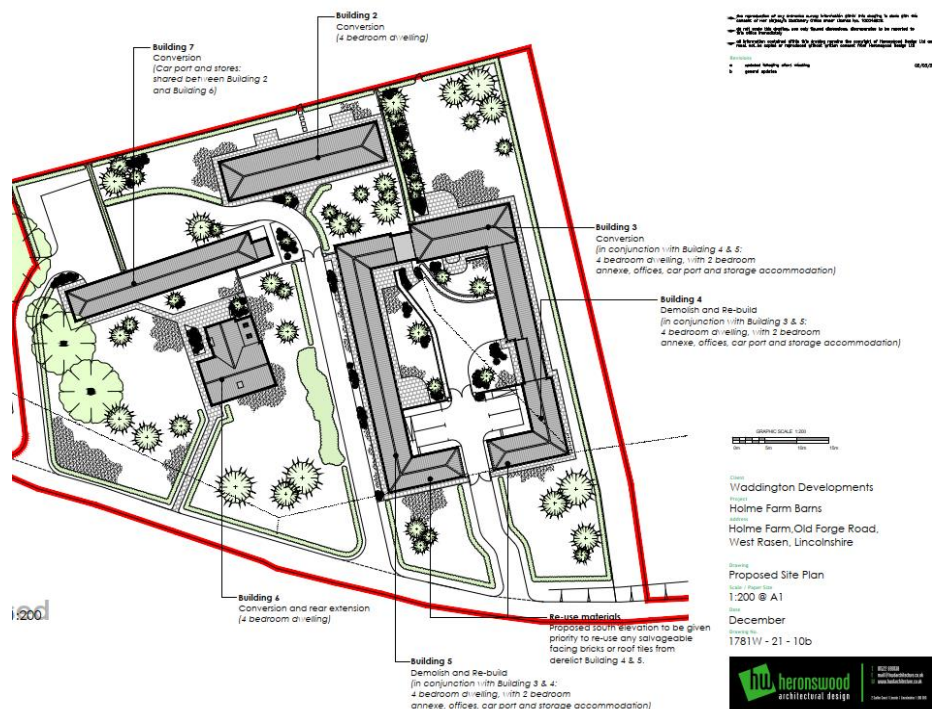 Building 2
Conversion
(4 bedroom dwelling)
Building 7
Conversion
(Car port and stores:
shared between Building 2
and Building 6)
Building 3
Conversion
(in conjunction with Building 4 & 5:
4 bedroom dwelling, with 2 bedroom
annexe, offices, car port and storage accommodation)
Building 4
Demolish and Re-build
(in conjunction with Building 3 & 5:
4 bedroom dwelling, with 2 bedroom
annexe, offices, car port and storage accommodation)
Building 6
Conversion and rear extension
(4 bedroom dwelling)
Building 5
Demolish and Re-build
(in conjunction with Building 3 & 4:
4 bedroom dwelling, with 2 bedroom
annexe, offices, car port and storage accommodation)
Re-use materials
Proposed south elevation to be given
priority to re-use any salvageable
facing bricks or roof tiles from
derelict Building 4 & 5.
:200
Revisions
b general updates
GRAPHIC SCALE 1:200
0m 5m 10m 15m
Client
Waddington Developments
Project
Holme Farm Barns
Address
Holme Farm,Old Forge Road,
West Rasen, Lincolnshire
Drawing
Proposed Site Plan
Scale / Paper Size
1:200 @ A1
Date
December
Drawing No.
1781W - 21 - 10b
hw heronswood
architectural design